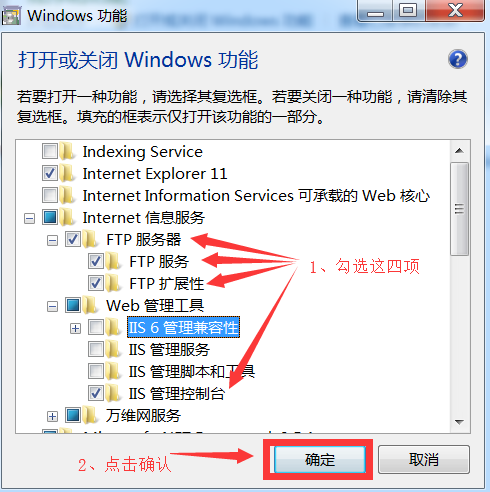 Windows 功能
打开或关闭 Windows 功能
若要打开一种功能，请选择其复选框。若要关闭一种功能，请清除其
复选框。填充的框表示仅打开该功能的一部分。
Indexing Service
Internet Explorer 11
Internet Information Services 可承载的 Web 核心
Internet 信息服务
FTP 服务器
FTP 服务
1、勾选这四项
FTP 扩展性
Web 管理工具
IIS 6 管理兼容性
IIS 管理服务
IIS 管理脚本和工具
IIS 管理控制台
万维网服务
2、点击确认
确定
取消